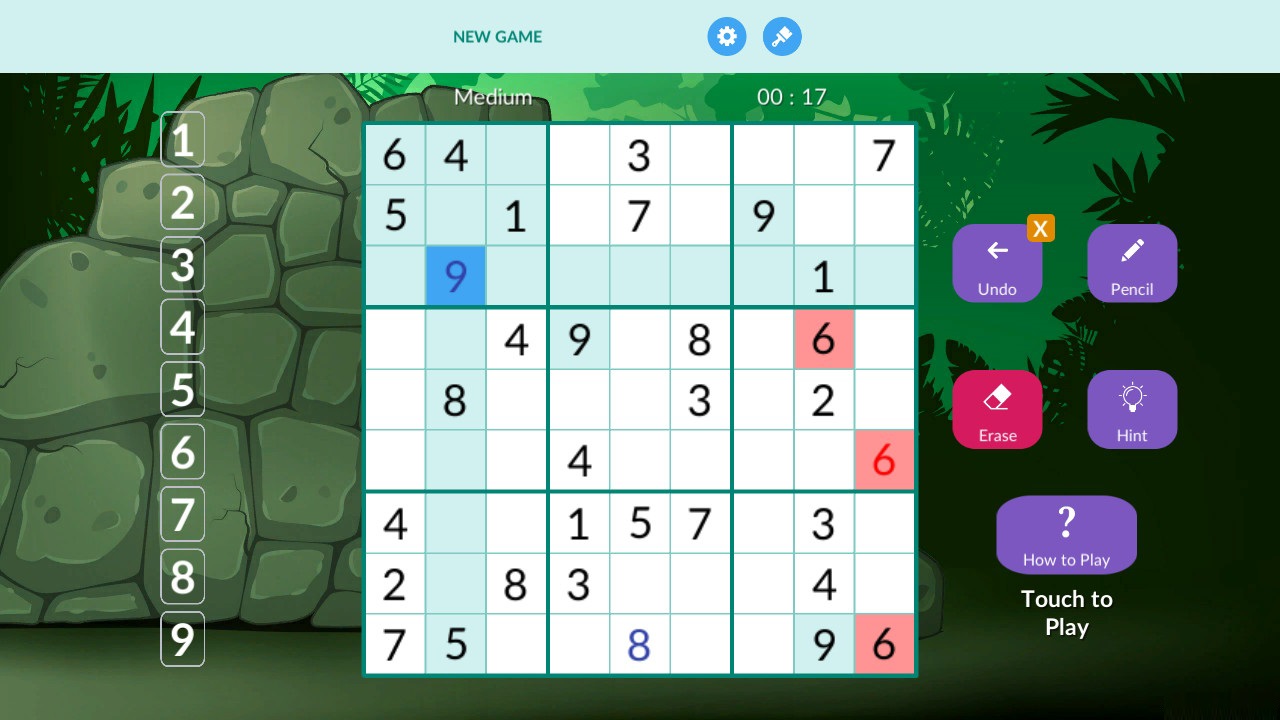 NEW GAME
Medium
00 : 17
1
2
3
4
5
6
7
8
9
6 4 3 7
5 1 7 9
9 1
4 9 8 6
8 3 2
4 6
4 1 5 7 3
2 8 3 4
7 5 8 9 6
X
Undo
Pencil
Erase
Hint
?
How to Play
Touch to
Play